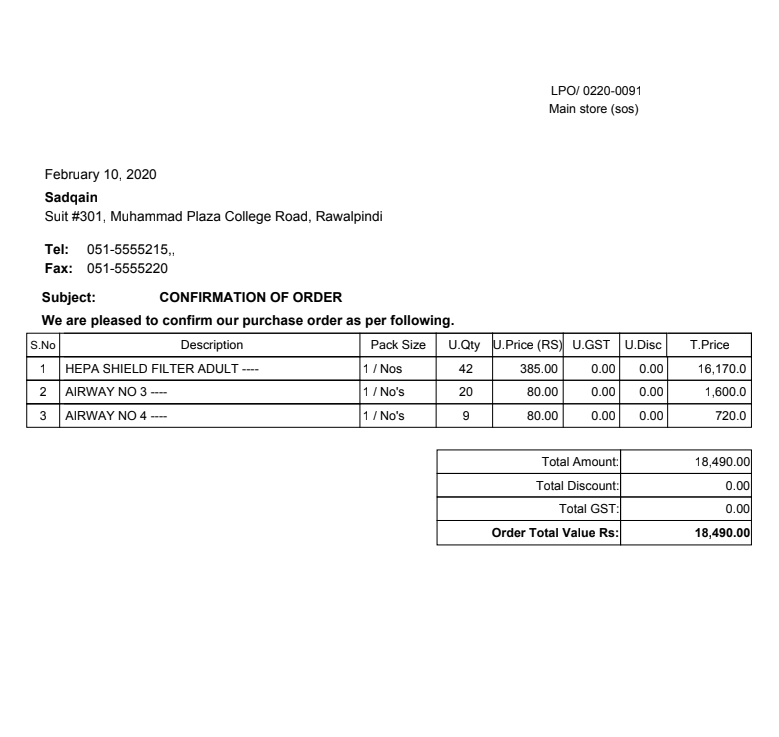 LPO/ 0220-0091
Main store (sos)
February 10, 2020
Sadqain
Suit #301, Muhammad Plaza College Road, Rawalpindi
Tel: 051-5555215,,
Fax: 051-5555220
Subject: CONFIRMATION OF ORDER
We are pleased to confirm our purchase order as per following.
S.No Description Pack Size U.Qty U.Price (RS) U.GST U.Disc T.Price
1 HEPA SHIELD FILTER ADULT ---- 1 / Nos 42 385.00 0.00 0.00 16,170.0
2 AIRWAY NO 3 ---- 1 / No's 20 80.00 0.00 0.00 1,600.0
3 AIRWAY NO 4 ---- 1 / No's 9 80.00 0.00 0.00 720.0
Total Amount: 18,490.00
Total Discount: 0.00
Total GST: 0.00
Order Total Value Rs: 18,490.00